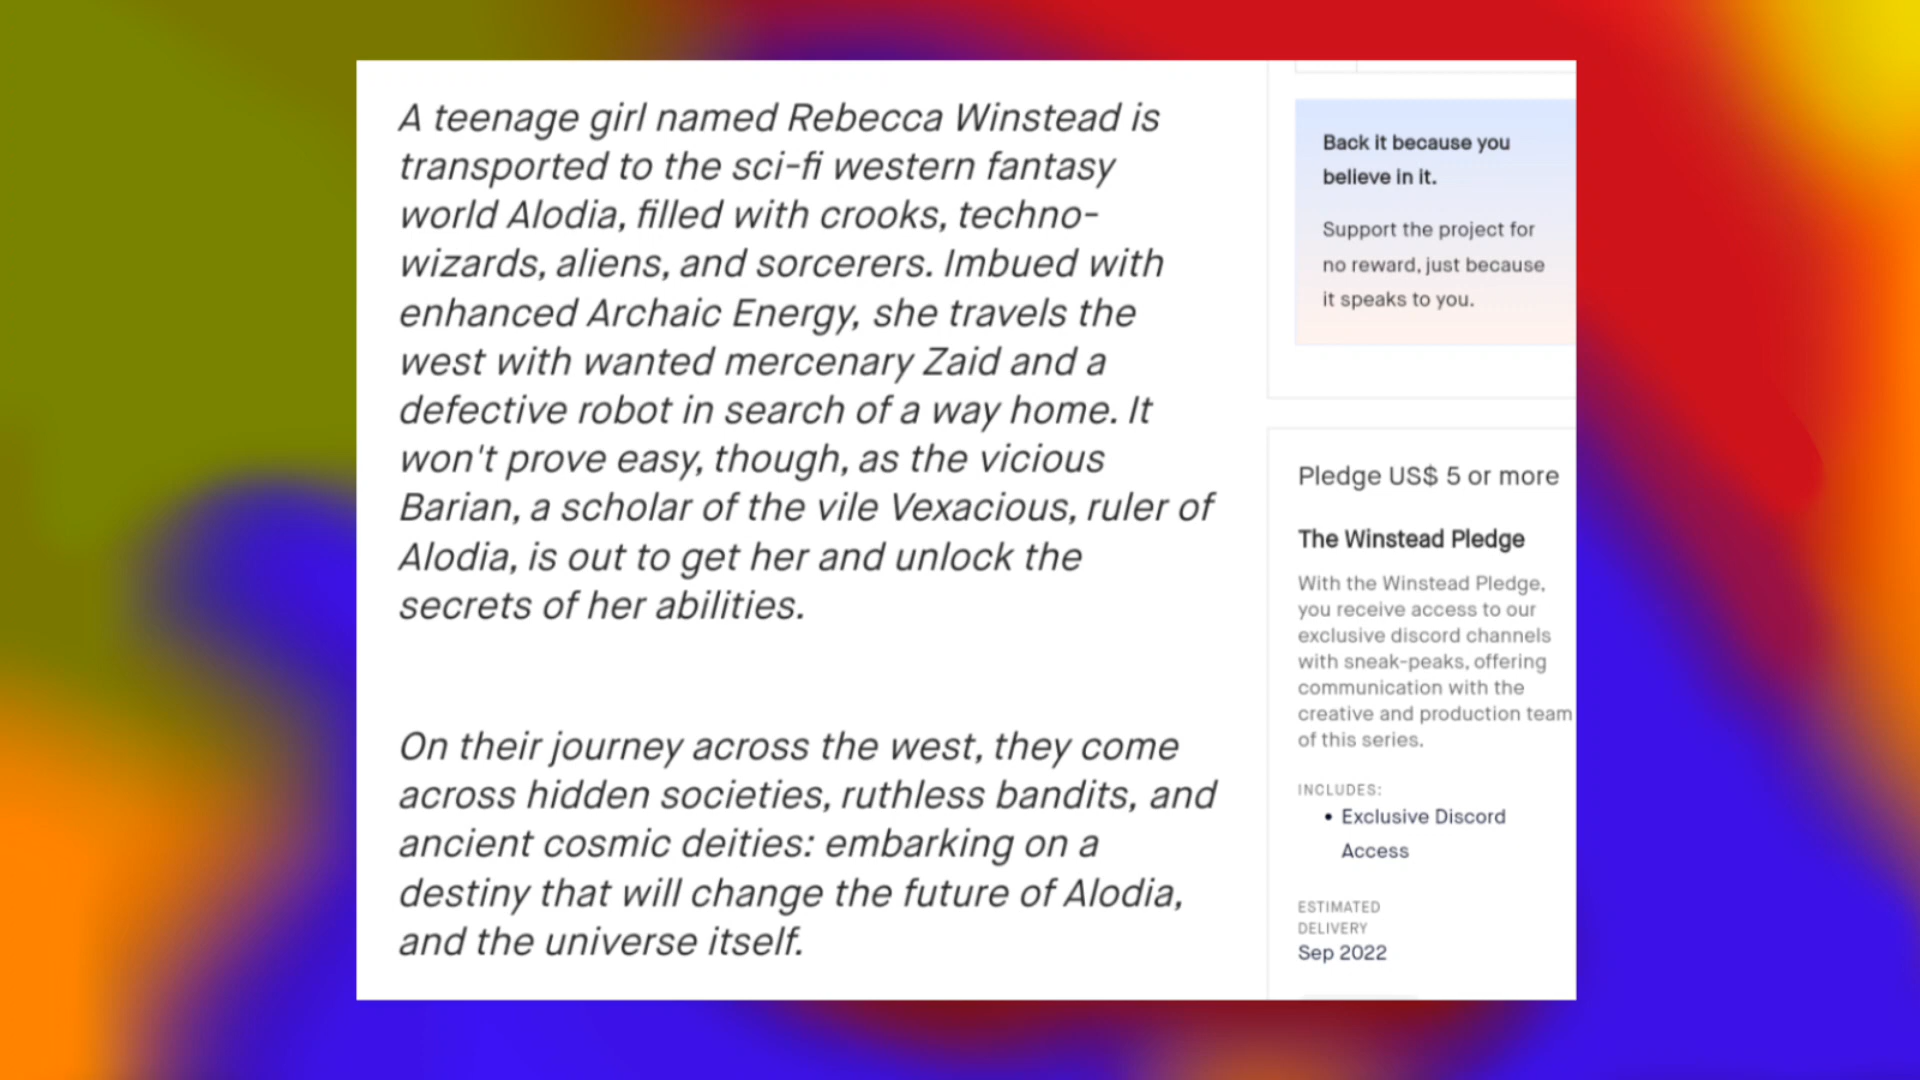 A teenage girl named Rebecca Winstead is
transported to the sci-fi western fantasy
world Alodia, filled with crooks, techno-
wizards, aliens, and sorcerers. Imbued with
enhanced Archaic Energy, she travels the
west with wanted mercenary Zaid and a
defective robot in search of a way home. It
won't prove easy, though, as the vicious
Barian, a scholar of the vile Vexacious, ruler of
Alodia, is out to get her and unlock the
secrets of her abilities.
On their journey across the west, they come
across hidden societies, ruthless bandits, and
ancient cosmic deities: embarking on a
destiny that will change the future of Alodia,
and the universe itself.
Back it because you
believe in it.
Support the project for
no reward, just because
it speaks to you.
Pledge US$ 5 or more
The Winstead Pledge
With the Winstead Pledge,
you receive access to our
exclusive discord channels
with sneak-peaks, offering
communication with the
creative and production team
of this series.
INCLUDES:
• Exclusive Discord
Access
ESTIMATED
DELIVERY
Sep 2022